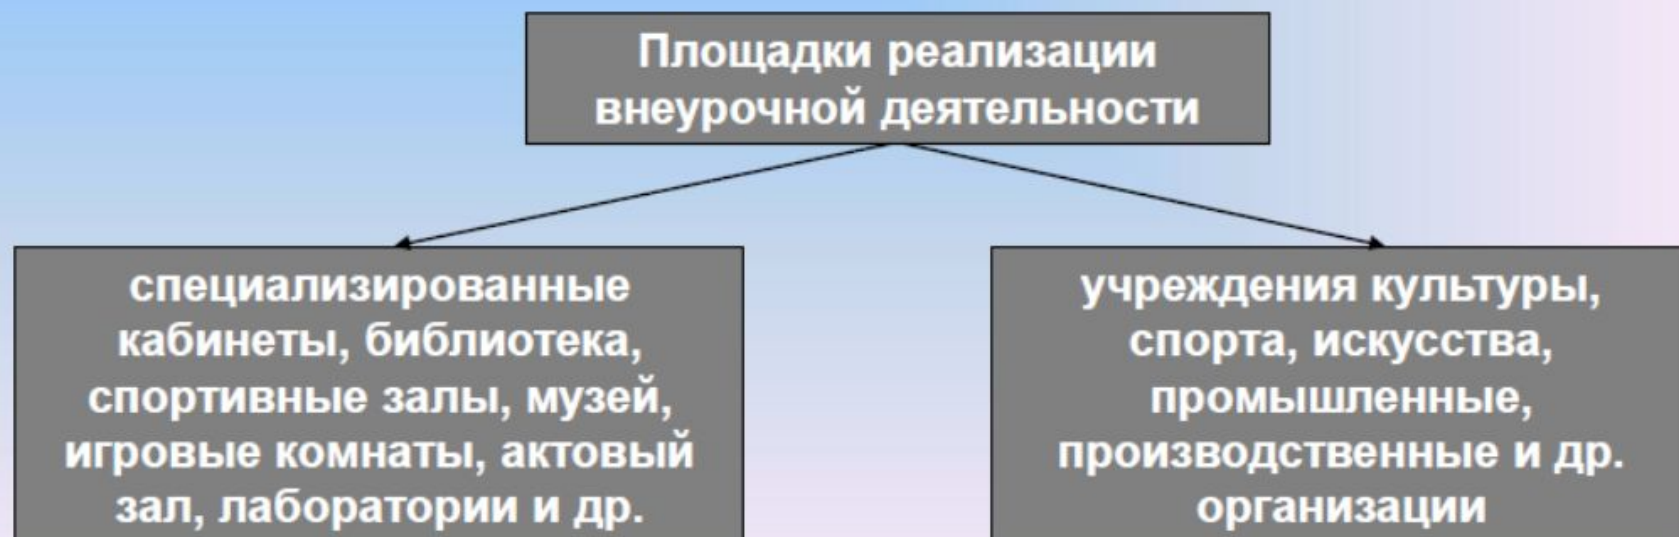 Площадки реализации
внеурочной деятельности
специализированные
кабинеты, библиотека,
спортивные залы, музей,
игровые комнаты, актовый
зал, лаборатории и др.
учреждения культуры,
спорта, искусства,
промышленные,
производственные и др.
организации